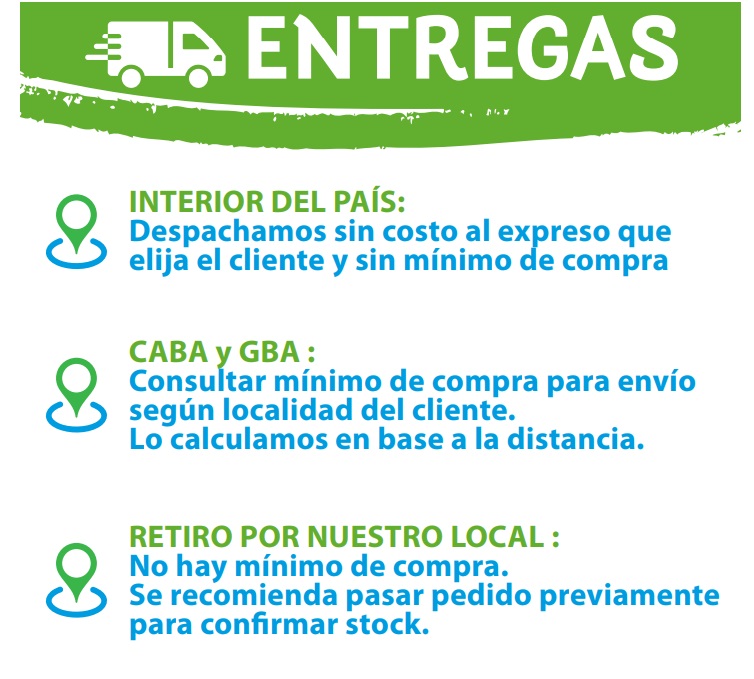 ENTREGAS
INTERIOR DEL PAÍS:
Despachamos sin costo al expreso que
elija el cliente y sin mínimo de compra
CABA y GBA :
Consultar mínimo de compra para envío
según localidad del cliente.
Lo calculamos en base a la distancia.
RETIRO POR NUESTRO LOCAL :
No hay mínimo de compra.
Se recomienda pasar pedido previamente
para confirmar stock.